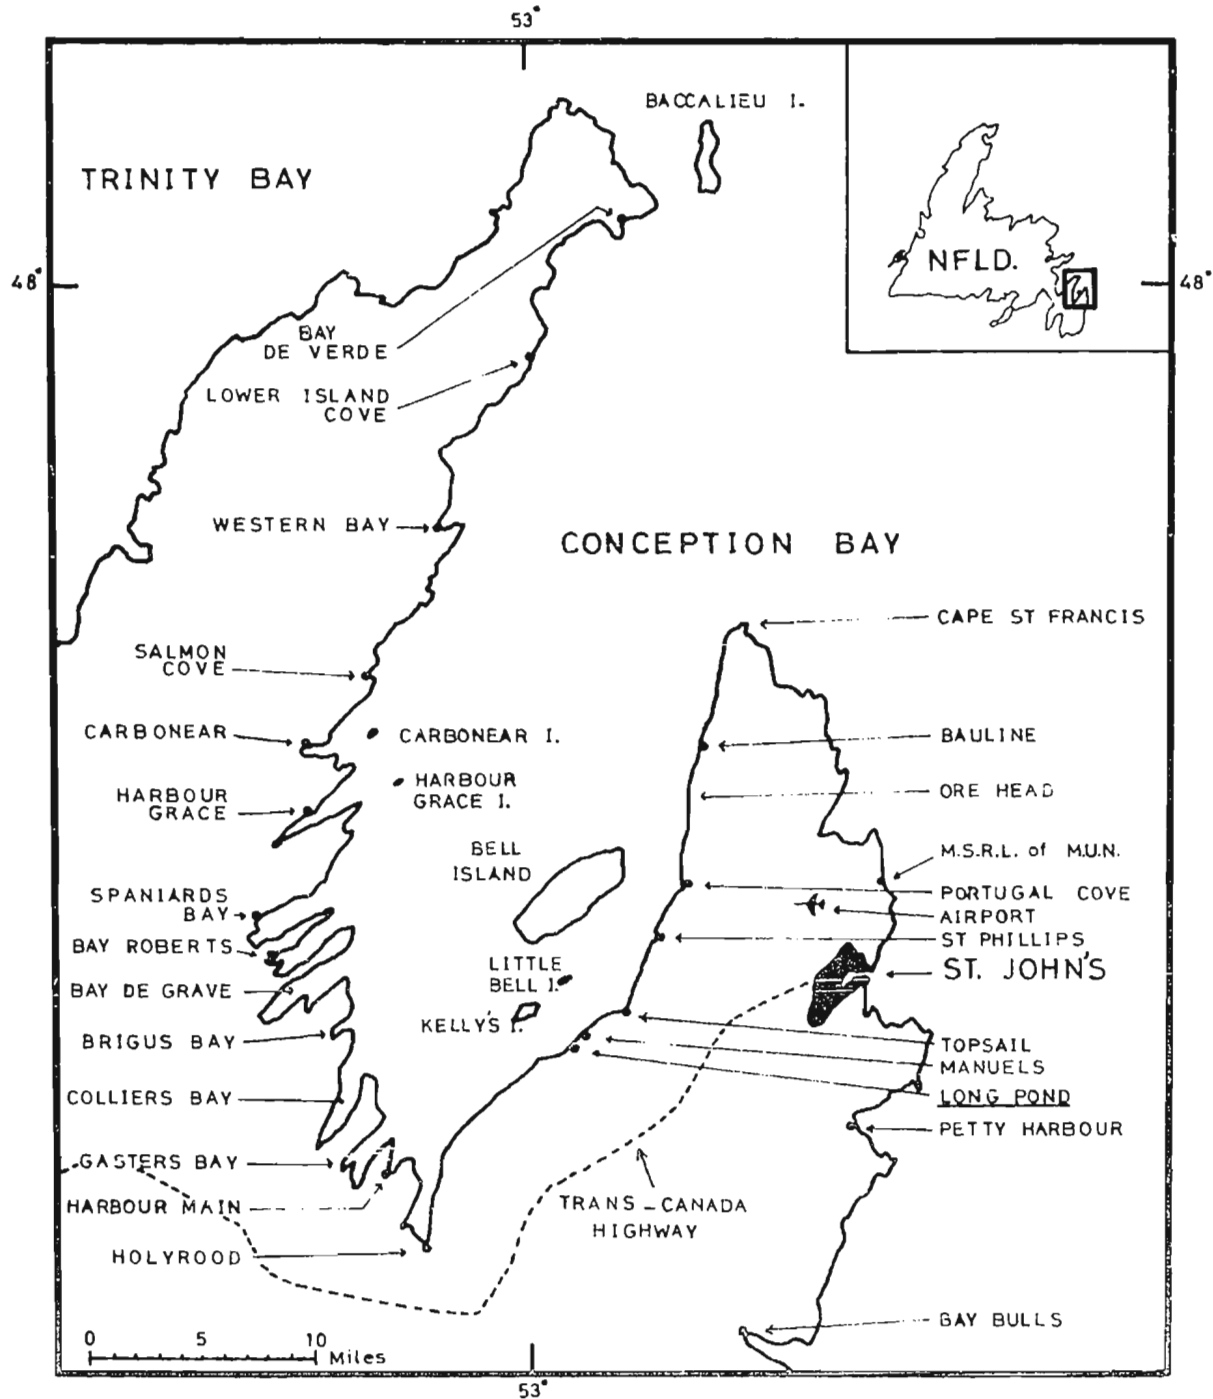 53°
BACCALIEU I.
TRINITY BAY
NFLD.
48°
48°
BAY
DE VERDE
LOWER ISLAND
COVE
WESTERN BAY
CONCEPTION BAY
CAPE ST FRANCIS
SALMON
COVE
CARBONEAR
CARBONEAR I.
BAULINE
HARBOUR
GRACE I.
ORE HEAD
HARBOUR
GRACE
BELL
ISLAND
M.S.R.L. of M.U.N.
PORTUGAL COVE
SPANIARDS
BAY
AIRPORT
ST PHILLIPS
BAY ROBERTS
LITTLE
BELL I.
ST. JOHN'S
BAY DE GRAVE
KELLY'S I.
BRIGUS BAY
TOPSAIL
MANUELS
LONG POND
COLLIERS BAY
PETTY HARBOUR
GASTERS BAY
HARBOUR MAIN
TRANS-CANADA
HIGHWAY
HOLYROOD
BAY BULLS
0 5 10
Miles
53°